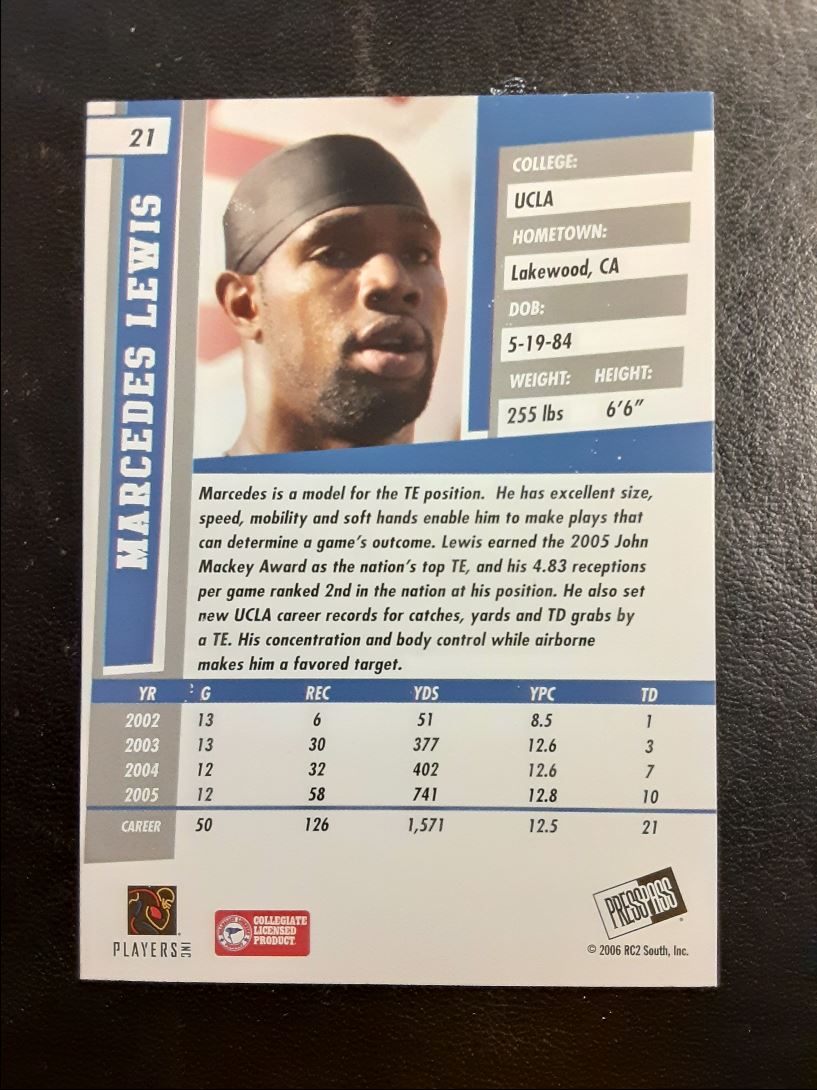 21
MARCEDES LEWIS
COLLEGE:
UCLA
HOMETOWN:
Lakewood, CA
DOB:
5-19-84
WEIGHT: HEIGHT:
255 lbs 6'6"
Marcedes is a model for the TE position. He has excellent size,
speed, mobility and soft hands enable him to make plays that
can determine a game's outcome. Lewis earned the 2005 John
Mackey Award as the nation's top TE, and his 4.83 receptions
per game ranked 2nd in the nation at his position. He also set
new UCLA career records for catches, yards and TD grabs by
a TE. His concentration and body control while airborne
makes him a favored target.
YR G REC YDS YPC TD
2002 13 6 51 8.5 1
2003 13 30 377 12.6 3
2004 12 32 402 12.6 7
2005 12 58 741 12.8 10
CAREER 50 126 1,571 12.5 21
PLAYERS INC
COLLEGIATE
LICENSED
PRODUCT
PRESSPASS
© 2006 RC2 South, Inc.